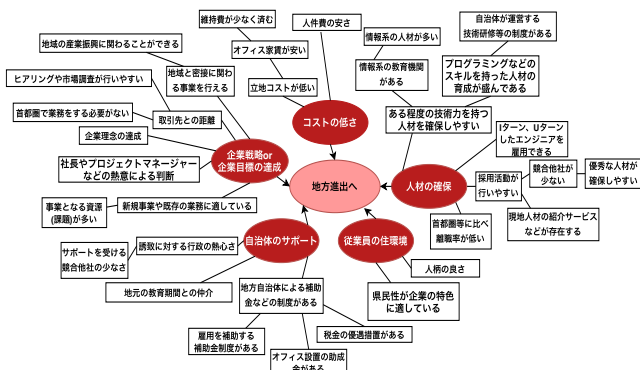 維持費が少なく済む
人件費の安さ
オフィス家賃が安い
立地コストが低い
コストの低さ
地域の産業振興に関わることができる
ヒアリングや市場調査が行いやすい
地域と密接に関わ
る事業を行える
首都圏で業務をする必要がない
取引先との距離
企業理念の達成
社長やプロジェクトマネージャー
などの熱意による判断
企業戦略or
企業目標の達成
事業となる資源
(課題)が多い
新規事業や既存の業務に適している
情報系の人材が多い
情報系の教育機関
がある
自治体が運営する
技術研修等の制度がある
プログラミングなどの
スキルを持った人材の
育成が盛んである
ある程度の技術力を持つ
人材を確保しやすい
Iターン、Uターン
したエンジニアを
雇用できる
採用活動が
行いやすい
競合他社が
少ない
優秀な人材が
確保しやすい
現地人材の紹介サービス
などが存在する
首都圏等に比べ
離職率が低い
人材の確保
地方進出へ
自治体のサポート
誘致に対する行政の熱心さ
サポートを受ける
競合他社の少なさ
地元の教育期間との仲介
地方自治体による補助
金などの制度がある
雇用を補助する
補助金制度がある
オフィス設置の助成
金がある
税金の優遇措置がある
従業員の住環境
人柄の良さ
県民性が企業の特色
に適している